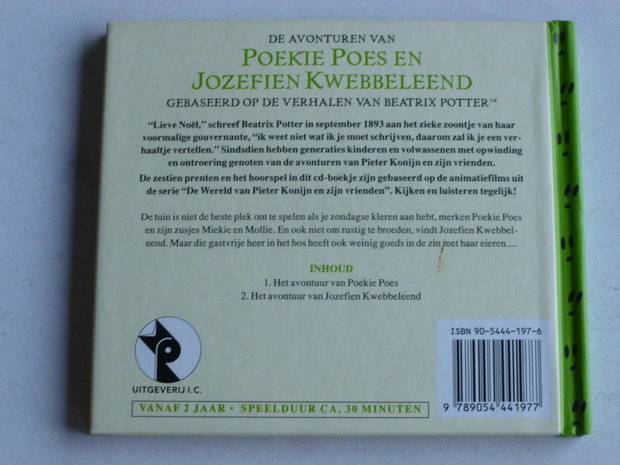 DE AVONTUREN VAN
POEKIE POES EN
JOZEFIEN KWEBBELEEND
GEBASEERD OP DE VERHALEN VAN BEATRIX POTTER™
"Lieve Noël," schreef Beatrix Potter in september 1893 aan het zieke zoontje van haar
voormalige gouvernante, "ik weet niet wat ik je moet schrijven, daarom zal ik je een ver-
haaltje vertellen." Sindsdien hebben generaties kinderen en volwassenen met opwinding
en ontroering genoten van de avonturen van Pieter Konijn en zijn vrienden.
De zestien prenten en het hoorspel in dit cd-boekje zijn gebaseerd op de animatiefilms uit
de serie "De Wereld van Pieter Konijn en zijn vrienden". Kijken en luisteren tegelijk!
De tuin is niet de beste plek om te spelen als je zondagse kleren aan hebt, merken Poekie Poes
en zijn zusjes Miekie en Mollie. En ook niet om rustig te broeden, vindt Jozefien Kwebbel-
eend. Maar die gastvrije heer in het bos heeft ook weinig goeds in de zin met haar eieren....
INHOUD
1. Het avontuur van Poekie Poes
2. Het avontuur van Jozefien Kwebbeleend
ISBN 90-5444-197-6
UITGEVERIJ I.C.
VANAF 2 JAAR · SPEELDUUR CA. 30 MINUTEN
9 789054 441977